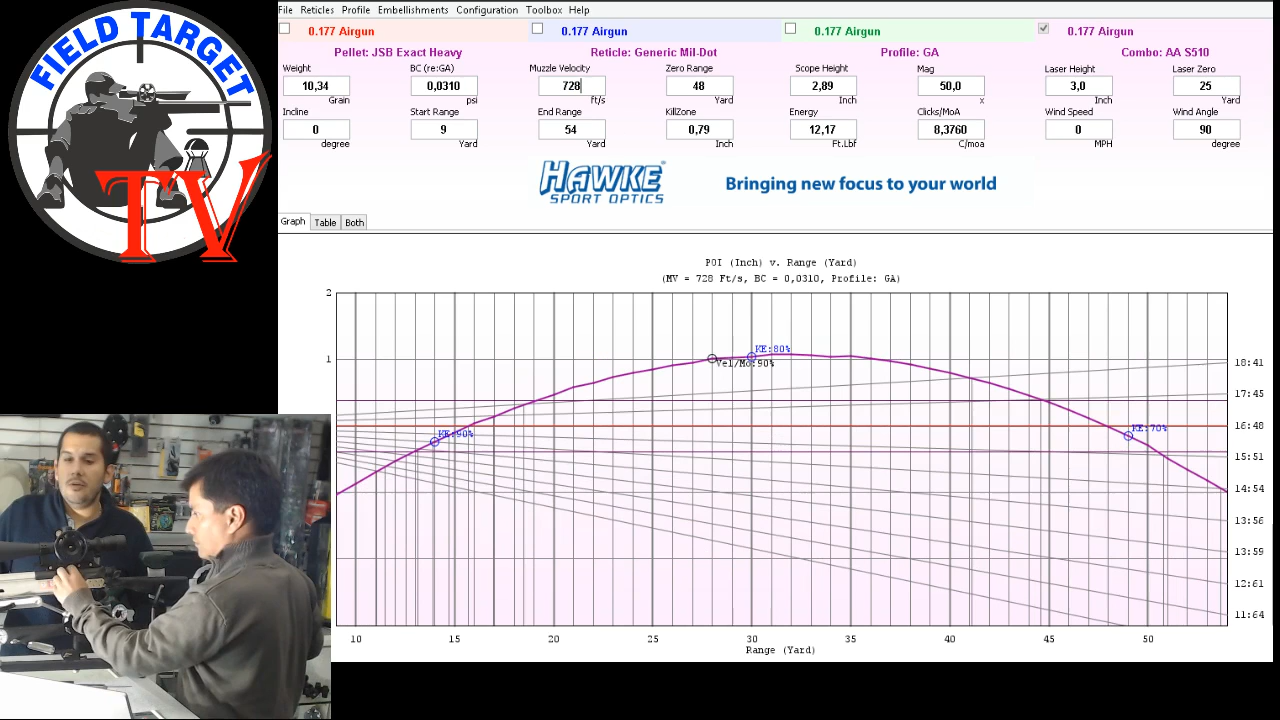 FIELD TARGET
TV
File Reticles Profile Embellishments Configuration Toolbox Help
0.177 Airgun 0.177 Airgun 0.177 Airgun 0.177 Airgun
Pellet: JSB Exact Heavy Reticle: Generic Mil-Dot Profile: GA Combo: AA S510
Weight BC (re:GA) Muzzle Velocity Zero Range Scope Height Mag Laser Height Laser Zero
10,34 0,0310 728 48 2,89 50,0 3,0 25
Grain psi ft/s Yard Inch x Inch Yard
Incline Start Range End Range KillZone Energy Clicks/MoA Wind Speed Wind Angle
0 9 54 0,79 12,17 8,3760 0 90
degree Yard Yard Inch Ft.Lbf C/moa MPH degree
HAWKE
SPORT OPTICS
Bringing new focus to your world
Graph Table Both
POI (Inch) v. Range (Yard)
(MV = 728 Ft/s, BC = 0,0310, Profile: GA)
2
KE:80%
1
Vel/Mo:90%
18:41
17:45
KE:90%
KE:70%
16:48
15:51
14:54
13:56
13:59
12:61
11:64
10 15 20 25 30 35 40 45 50
Range (Yard)